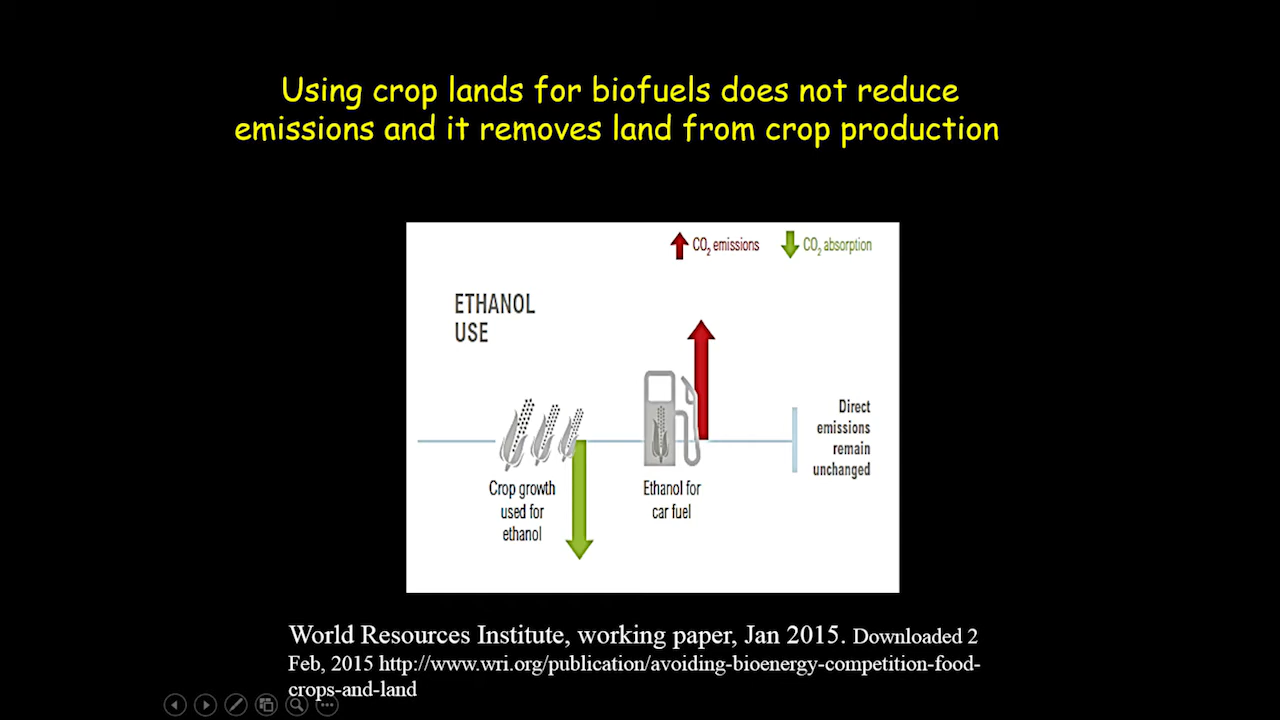 Using crop lands for biofuels does not reduce
emissions and it removes land from crop production
CO₂ emissions
CO₂ absorption
ETHANOL
USE
Direct
emissions
remain
unchanged
Crop growth
used for
ethanol
Ethanol for
car fuel
World Resources Institute, working paper, Jan 2015. Downloaded 2
Feb, 2015 http://www.wri.org/publication/avoiding-bioenergy-competition-food-
crops-and-land